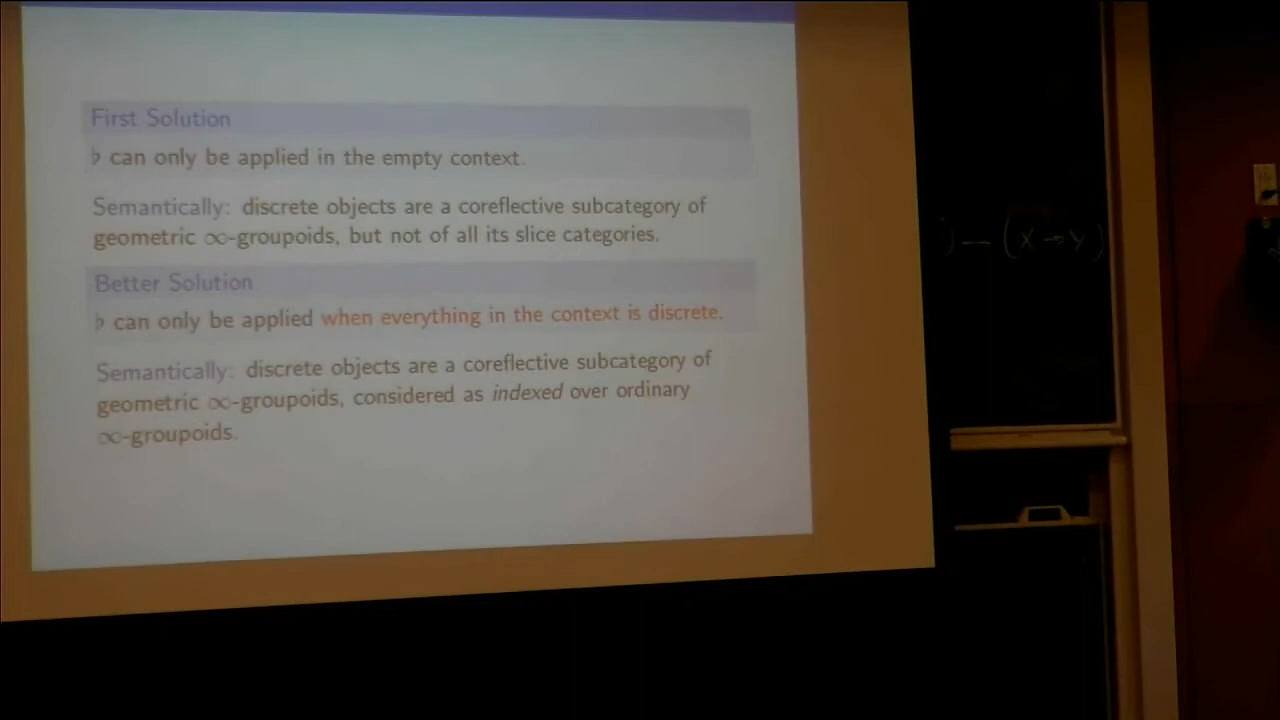 First Solution
♭ can only be applied in the empty context.
Semantically: discrete objects are a coreflective subcategory of
geometric ∞-groupoids, but not of all its slice categories.
Better Solution
♭ can only be applied when everything in the context is discrete.
Semantically: discrete objects are a coreflective subcategory of
geometric ∞-groupoids, considered as indexed over ordinary
∞-groupoids.
) — (X → Y)